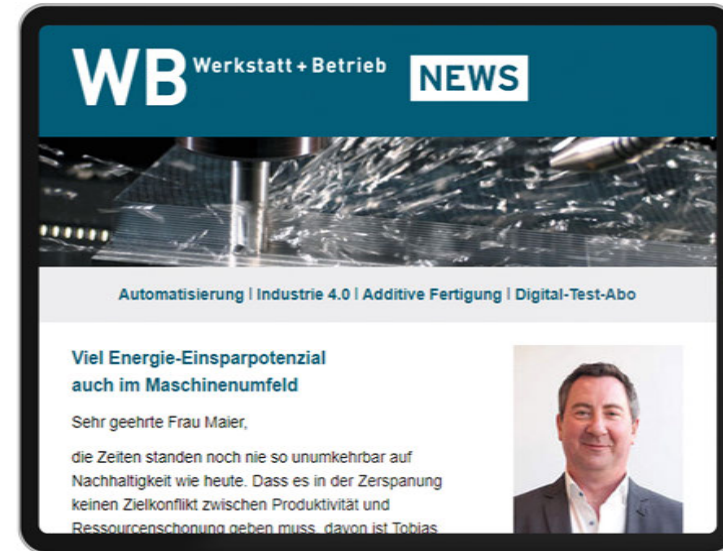 WB Werkstatt + Betrieb NEWS
Automatisierung | Industrie 4.0 | Additive Fertigung | Digital-Test-Abo
Viel Energie-Einsparpotenzial
auch im Maschinenumfeld
Sehr geehrte Frau Maier,
die Zeiten standen noch nie so unumkehrbar auf
Nachhaltigkeit wie heute. Dass es in der Zerspanung
keinen Zielkonflikt zwischen Produktivität und
Ressourcenschonung geben muss, davon ist Tobias